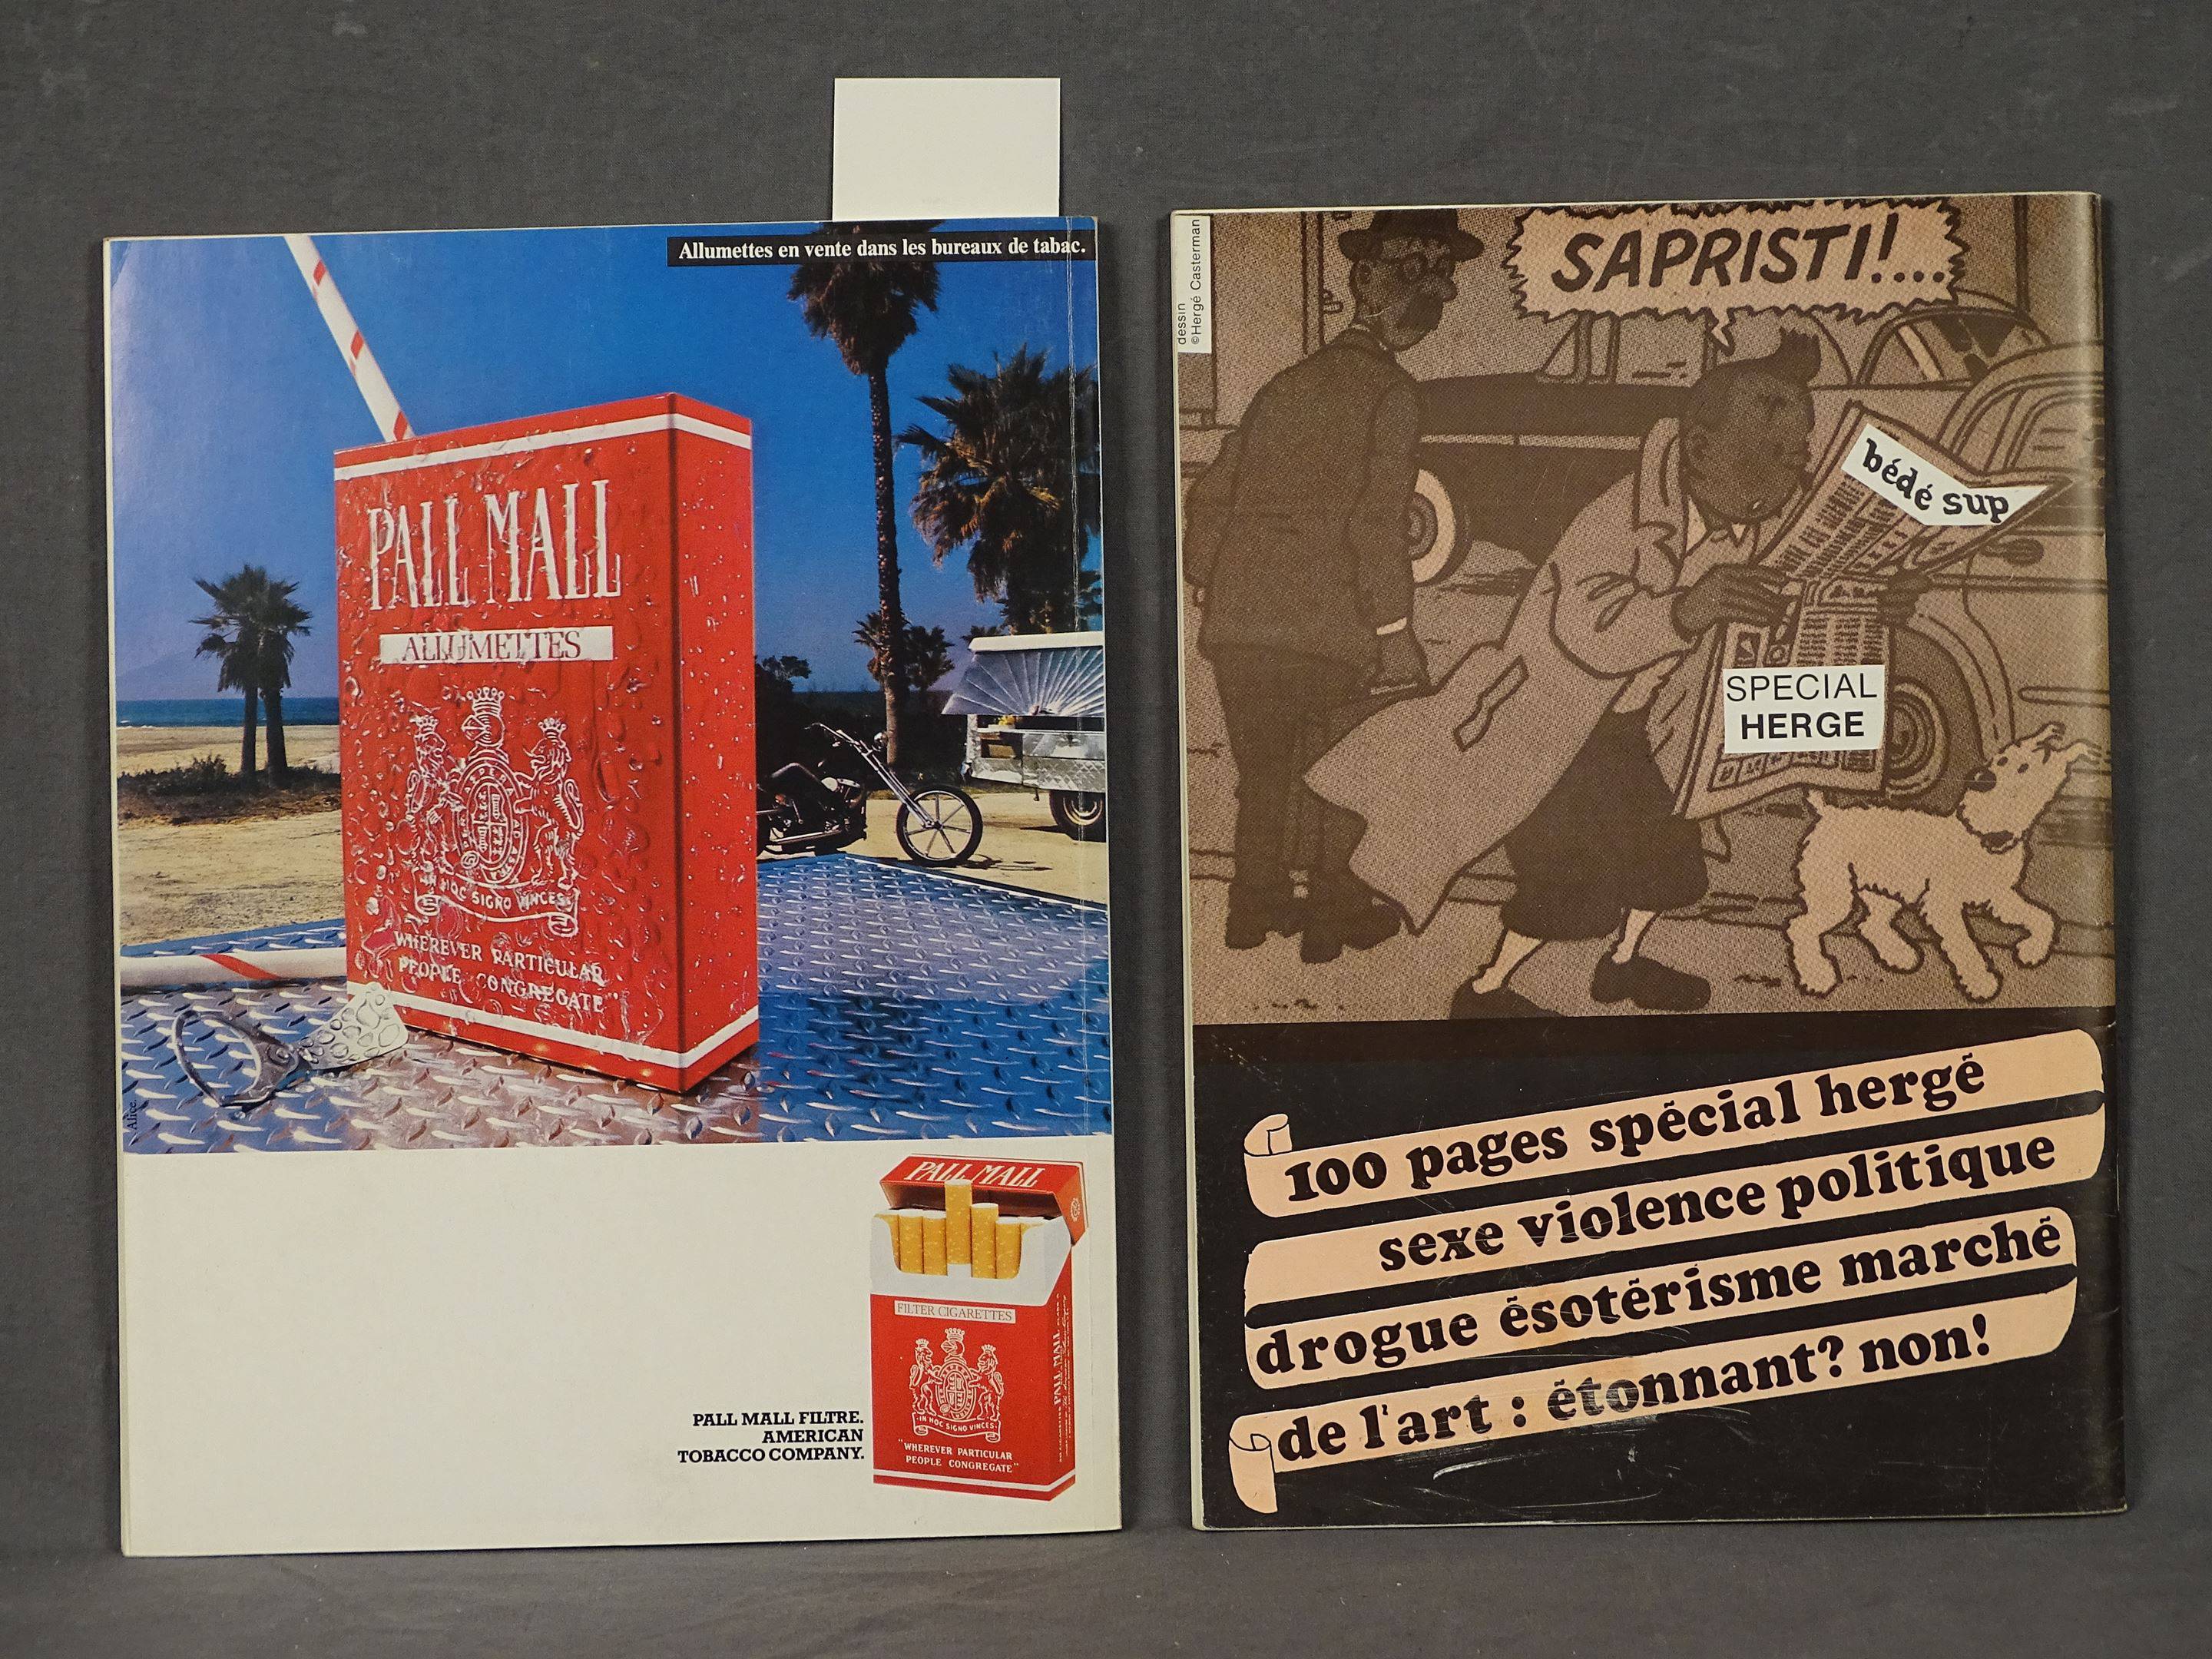 Allumettes en vente dans les bureaux de tabac.
PALL MALL
ALLUMETTES
IN HOC SIGNO VINCES
WHEREVER PARTICULAR
PEOPLE CONGREGATE"
Alice.
PALL MALL
FILTER CIGARETTES
IN HOC SIGNO VINCES
"WHEREVER PARTICULAR
PEOPLE CONGREGATE"
PALL MALL
PALL MALL FILTRE.
AMERICAN
TOBACCO COMPANY.
dessin
© Hergé Casterman
SAPRISTI!...
bédé sup
SPECIAL
HERGE
100 pages spécial hergé
sexe violence politique
drogue ésotérisme marché
de l'art : étonnant? non!